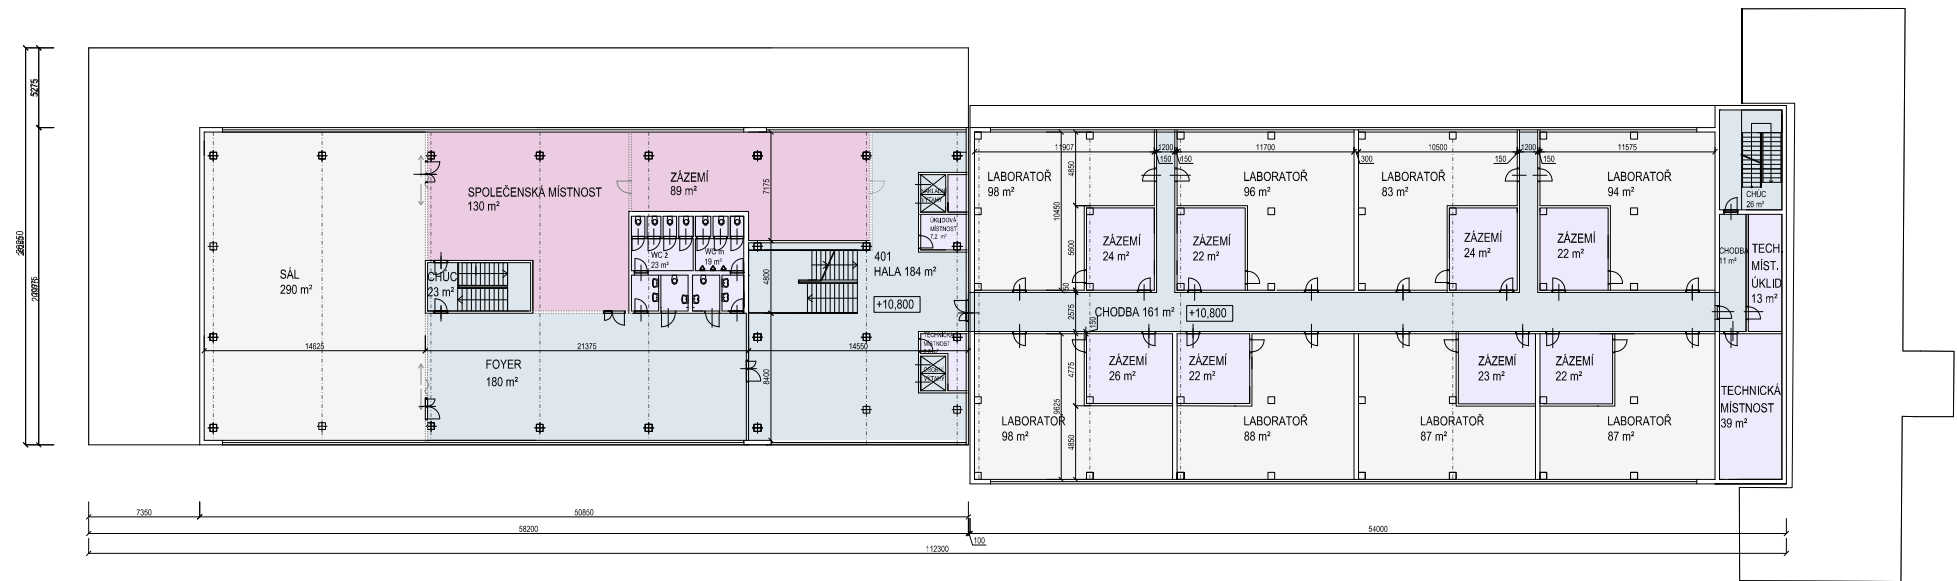 5275
11907
1200
11700
10500
1200
11575
150
150
300
150
150
4850
LABORATOŘ
98 m²
LABORATOŘ
96 m²
LABORATOŘ
83 m²
LABORATOŘ
94 m²
ZÁZEMÍ
89 m²
SPOLEČENSKÁ MÍSTNOST
130 m²
7175
CHÚC
26 m²
10450
ÚKLIDOVÁ
MÍSTNOST
7,2 m²
ZÁZEMÍ
24 m²
ZÁZEMÍ
22 m²
ZÁZEMÍ
24 m²
ZÁZEMÍ
22 m²
5600
WC ž
23 m²
WC m
19 m²
401
HALA 184 m²
CHODBA
11 m²
TECH.
MÍST.
ÚKLID
13 m²
SÁL
290 m²
CHÚC
23 m²
4800
+10,800
CHODBA 161 m²
+10,800
2575
150
14625
21375
14550
TECHNICKÁ
MÍSTNOST
FOYER
180 m²
8400
ZÁZEMÍ
26 m²
ZÁZEMÍ
22 m²
ZÁZEMÍ
23 m²
ZÁZEMÍ
22 m²
4775
9625
TECHNICKÁ
MÍSTNOST
39 m²
LABORATOŘ
98 m²
LABORATOŘ
88 m²
LABORATOŘ
87 m²
LABORATOŘ
87 m²
4850
7350
50850
58200
54000
100
112300